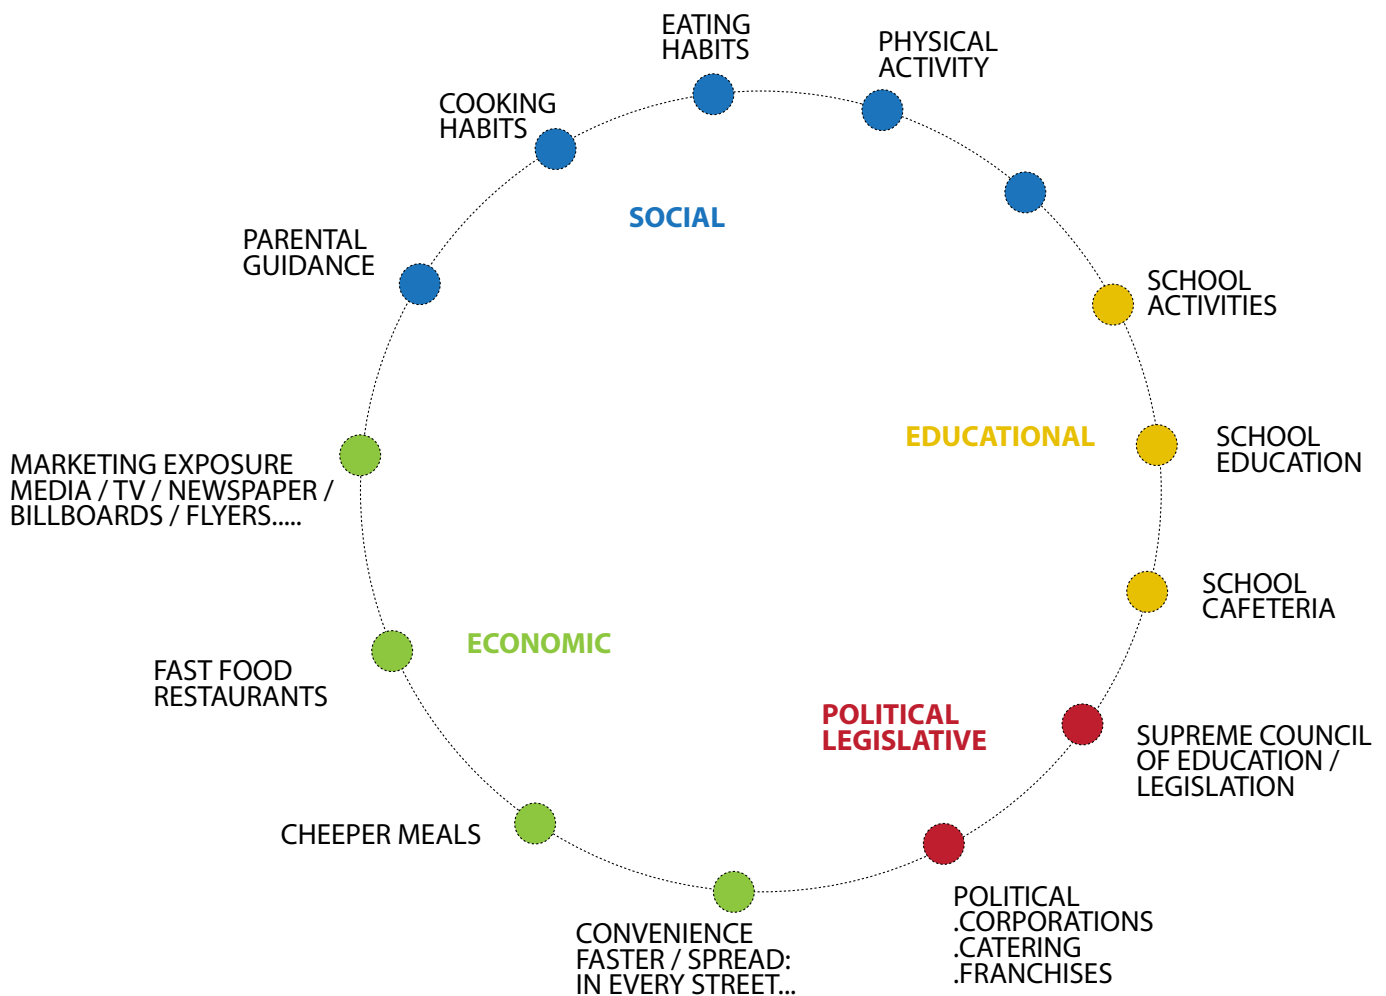 EATING
HABITS
PHYSICAL
ACTIVITY
COOKING
HABITS
SOCIAL
PARENTAL
GUIDANCE
SCHOOL
ACTIVITIES
EDUCATIONAL
SCHOOL
EDUCATION
MARKETING EXPOSURE
MEDIA / TV / NEWSPAPER /
BILLBOARDS / FLYERS.....
SCHOOL
CAFETERIA
ECONOMIC
FAST FOOD
RESTAURANTS
POLITICAL
LEGISLATIVE
SUPREME COUNCIL
OF EDUCATION /
LEGISLATION
CHEEPER MEALS
POLITICAL
.CORPORATIONS
.CATERING
.FRANCHISES
CONVENIENCE
FASTER / SPREAD:
IN EVERY STREET...